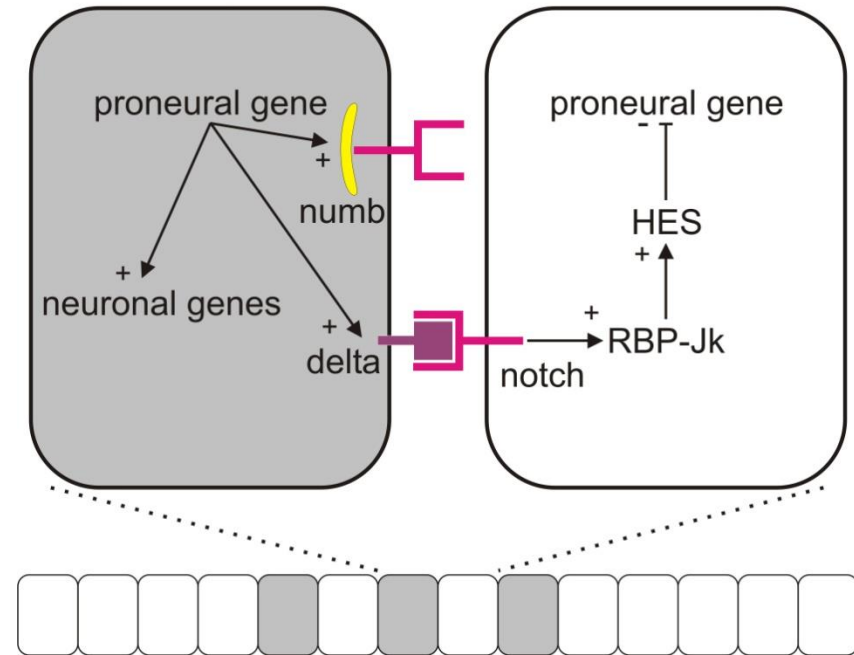 proneural gene
+
numb
+
neuronal genes
+
delta
proneural gene
-
HES
+
+
RBP-Jk
notch